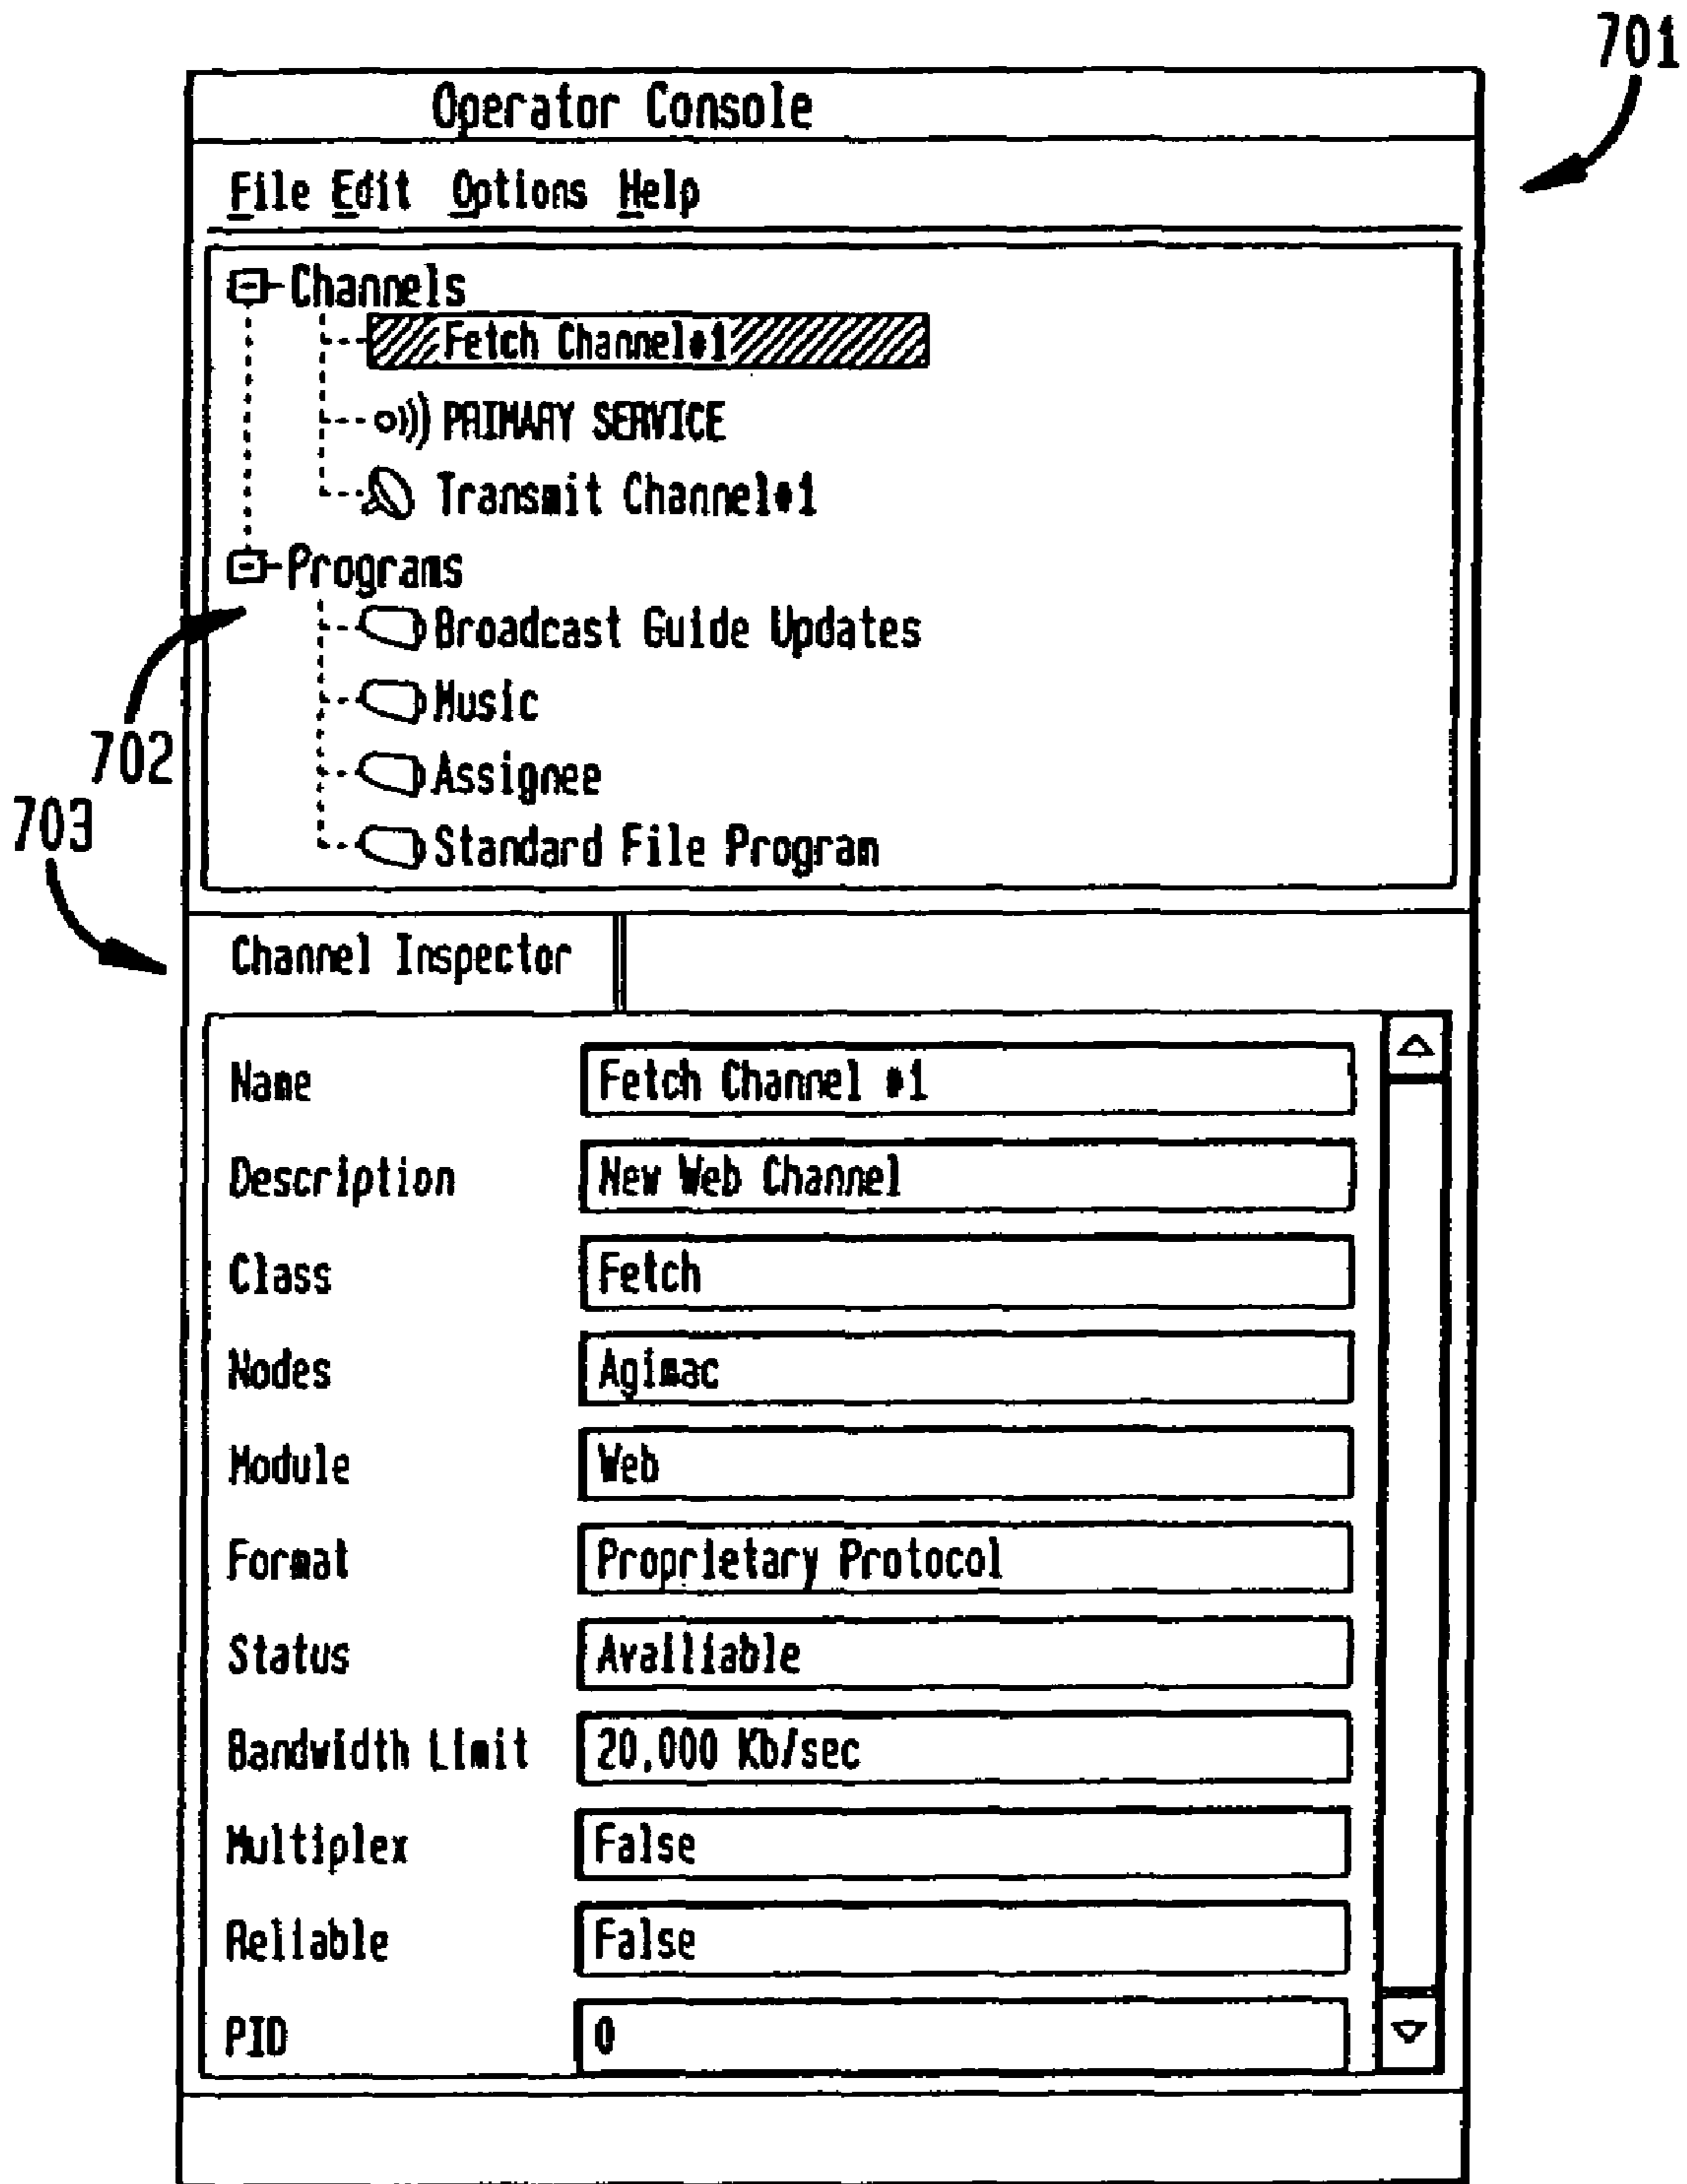 701
Operator Console
File Edit Options Help
Channels
Fetch Channel#1
PRIMARY SERVICE
Transmit Channel#1
Programs
Broadcast Guide Updates
702
Music
Assignee
703
Standard File Program
Channel Inspector
Name Fetch Channel #1
Description New Web Channel
Class Fetch
Nodes Agimac
Module Web
Format Proprietary Protocol
Status Availliable
Bandwidth Limit 20,000 Kb/sec
Multiplex False
Reliable False
PID 0